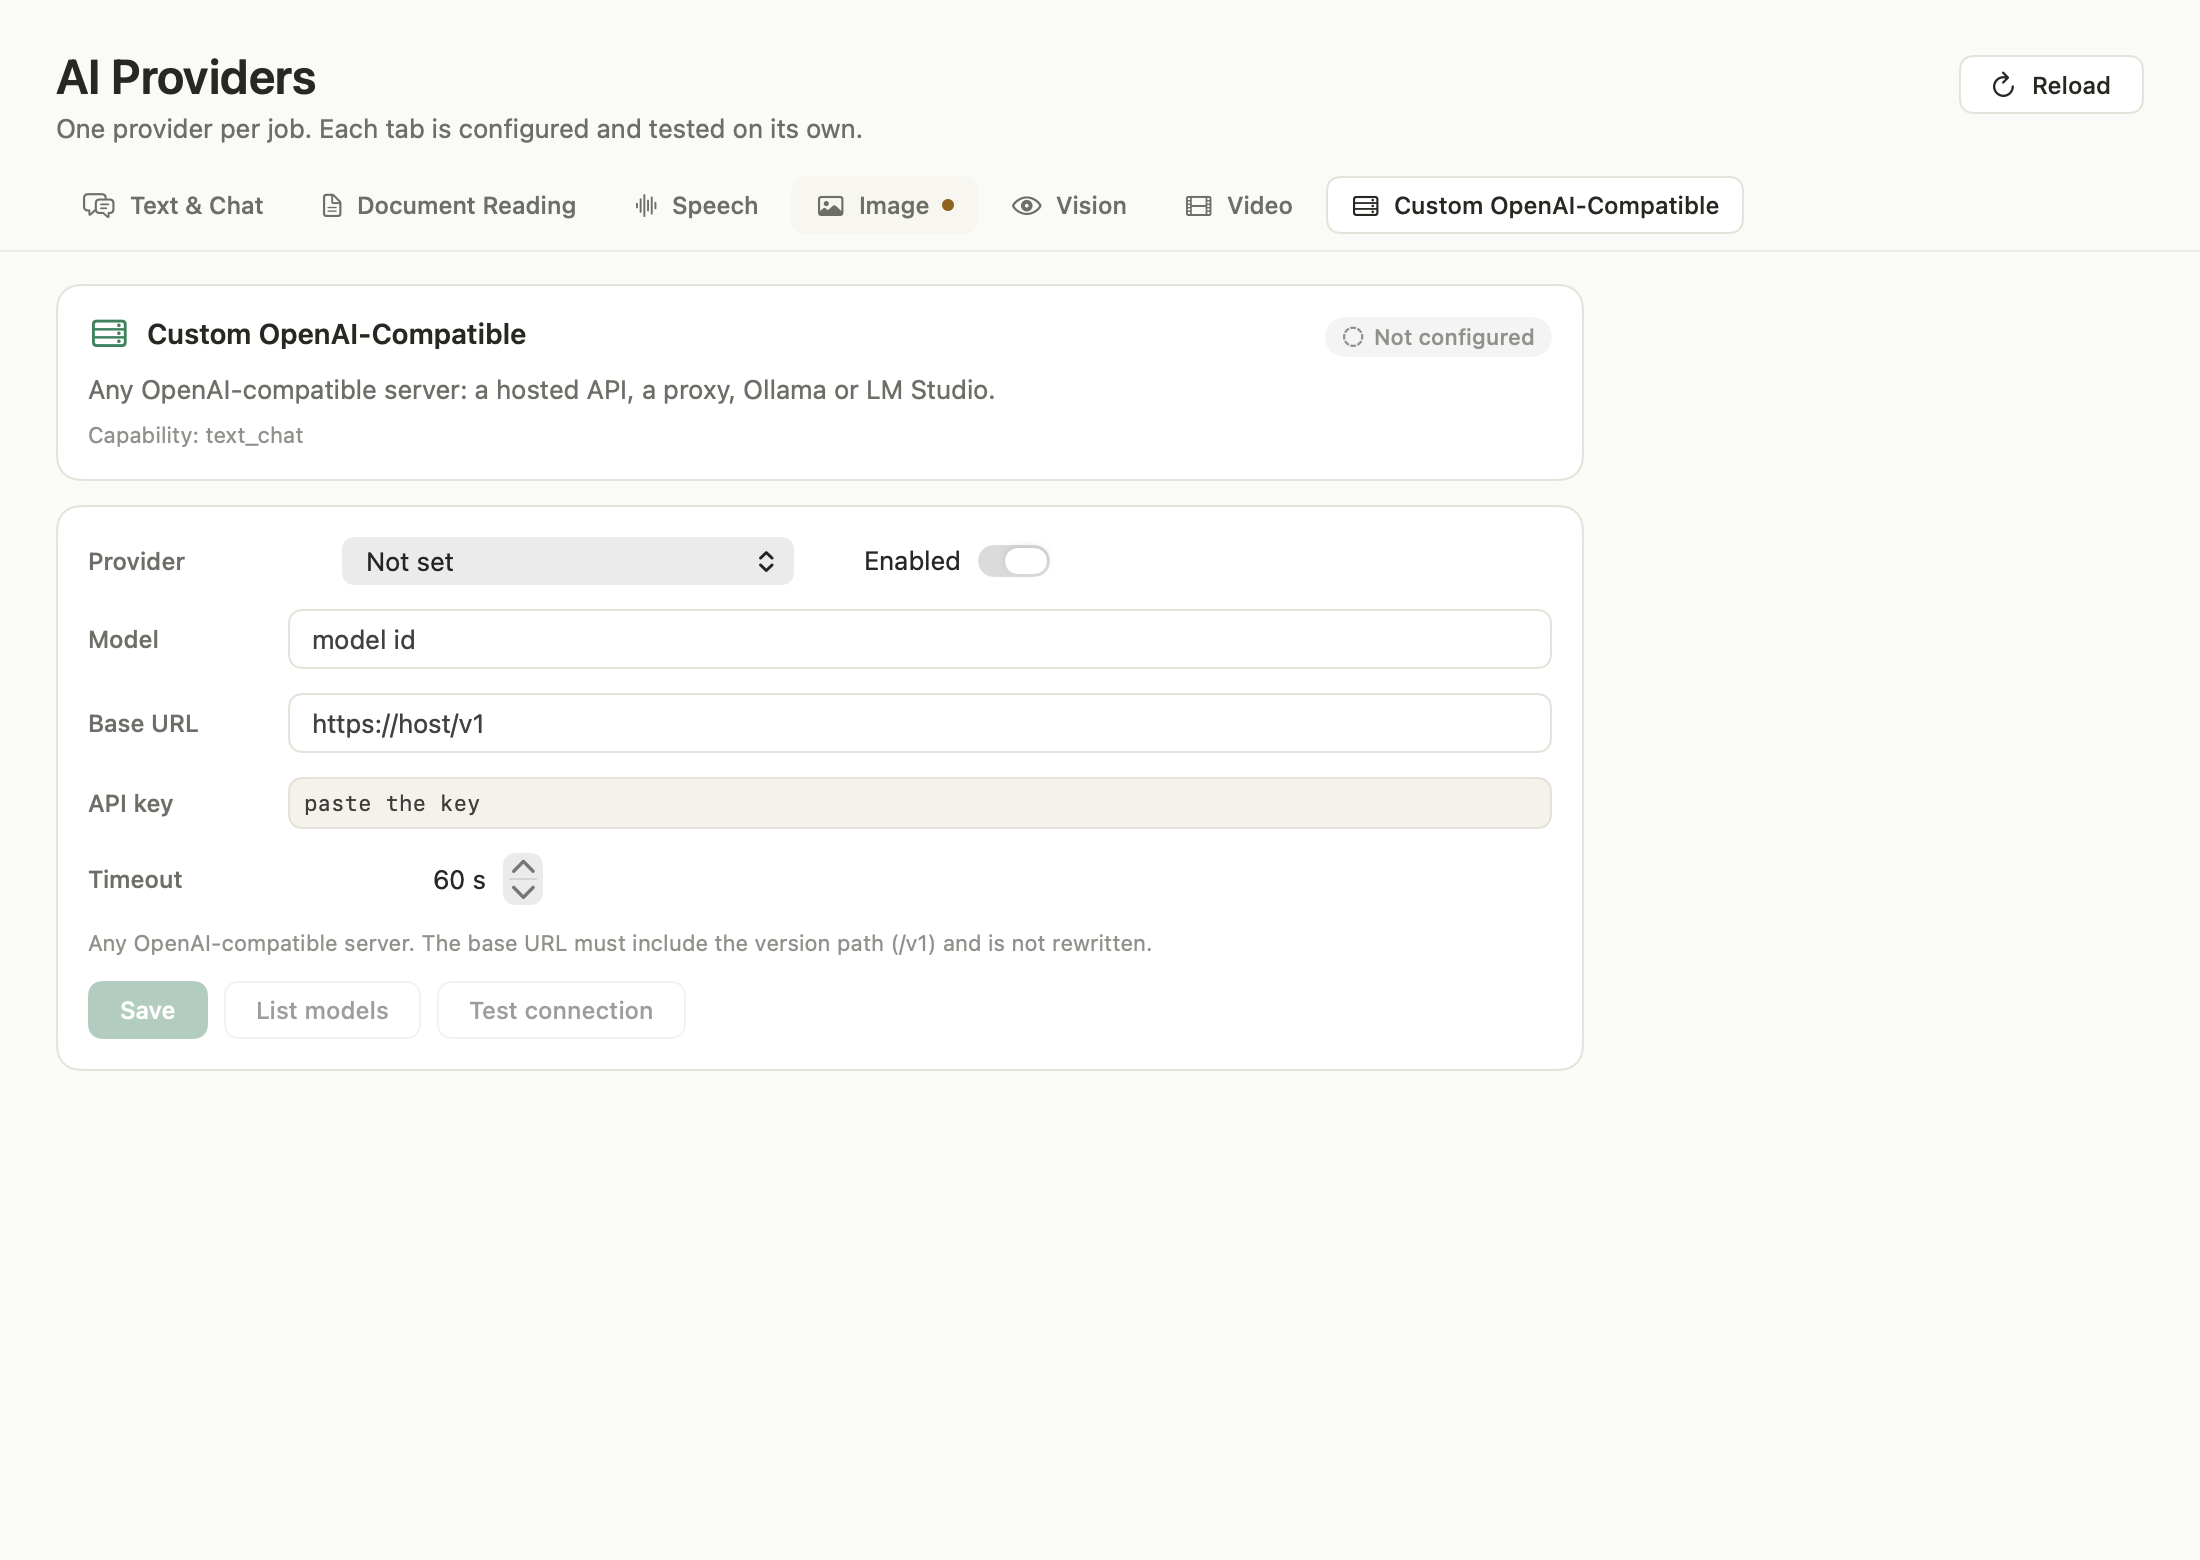 AI Providers
Reload
One provider per job. Each tab is configured and tested on its own.
Text & Chat
Document Reading
Speech
Image
Vision
Video
Custom OpenAI-Compatible
Custom OpenAI-Compatible
Not configured
Any OpenAI-compatible server: a hosted API, a proxy, Ollama or LM Studio.
Capability: text_chat
Provider
Not set
Enabled
Model
model id
Base URL
https://host/v1
API key
paste the key
Timeout
60 s
Any OpenAI-compatible server. The base URL must include the version path (/v1) and is not rewritten.
Save
List models
Test connection